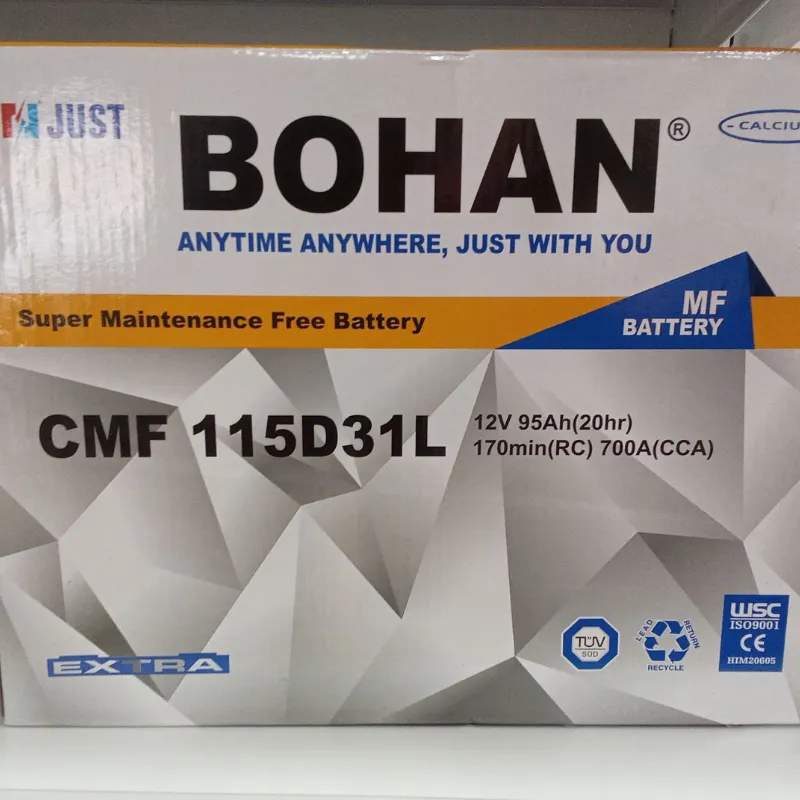 JUST
BOHAN®
- CALCIU
ANYTIME ANYWHERE, JUST WITH YOU
MF
BATTERY
Super Maintenance Free Battery
CMF 115D31L
12V 95Ah(20hr)
170min(RC) 700A(CCA)
EXTRA
TÜV
SÜD
LEAD
RETURN
RECYCLE
WSC
ISO9001
CE
HIM20605